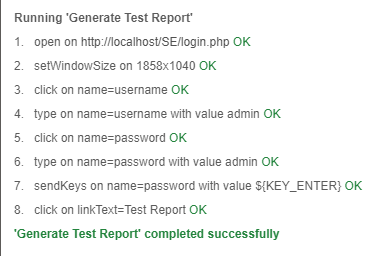 Running 'Generate Test Report'
1. open on http://localhost/SE/login.php OK
2. setWindowSize on 1858x1040 OK
3. click on name=username OK
4. type on name=username with value admin OK
5. click on name=password OK
6. type on name=password with value admin OK
7. sendKeys on name=password with value ${KEY_ENTER} OK
8. click on linkText=Test Report OK
'Generate Test Report' completed successfully